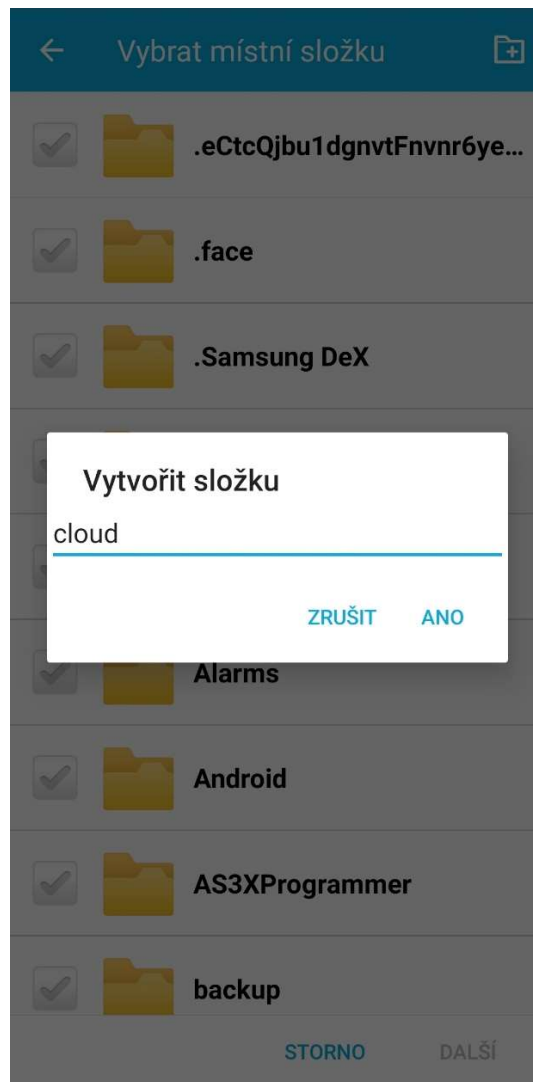 Vybrat místní složku
.eCtcQjbu1dgnvtFnvnr6ye...
.face
.Samsung DeX
Vytvořit složku
cloud
ZRUŠIT ANO
Alarms
Android
AS3XProgrammer
backup
STORNO DALŠÍ